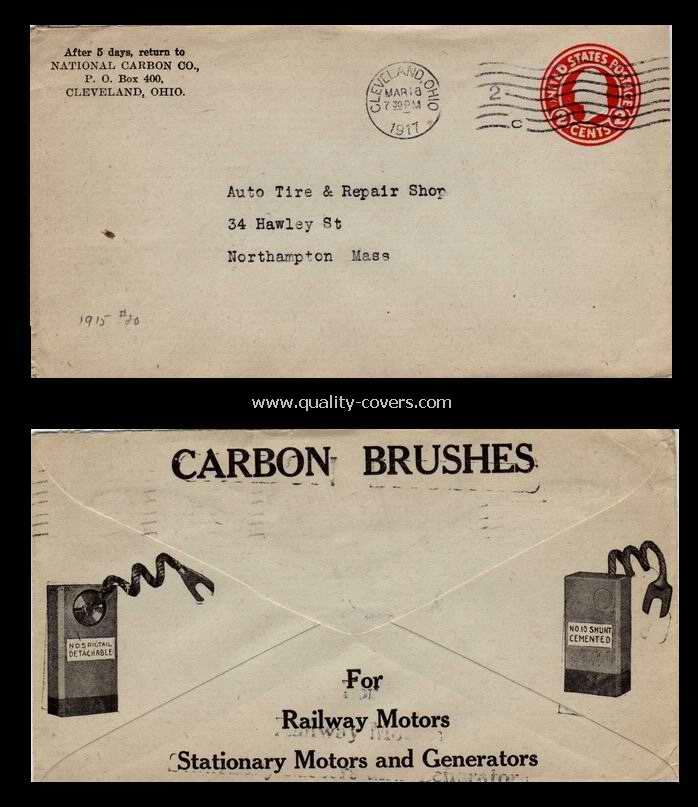 After 5 days, return to
NATIONAL CARBON CO.,
P. O. Box 400,
CLEVELAND, OHIO.
CLEVELAND, OHIO
MAR 18
7 30 PM
1917
2
C
UNITED STATES POSTAGE
2 2
CENTS
Auto Tire & Repair Shop
34 Hawley St
Northampton Mass
1915 #20
www.quality-covers.com
CARBON BRUSHES
NO 5 PIGTAIL
DETACHABLE
NO. 10 SHUNT
CEMENTED
For
Railway Motors
Stationary Motors and Generators